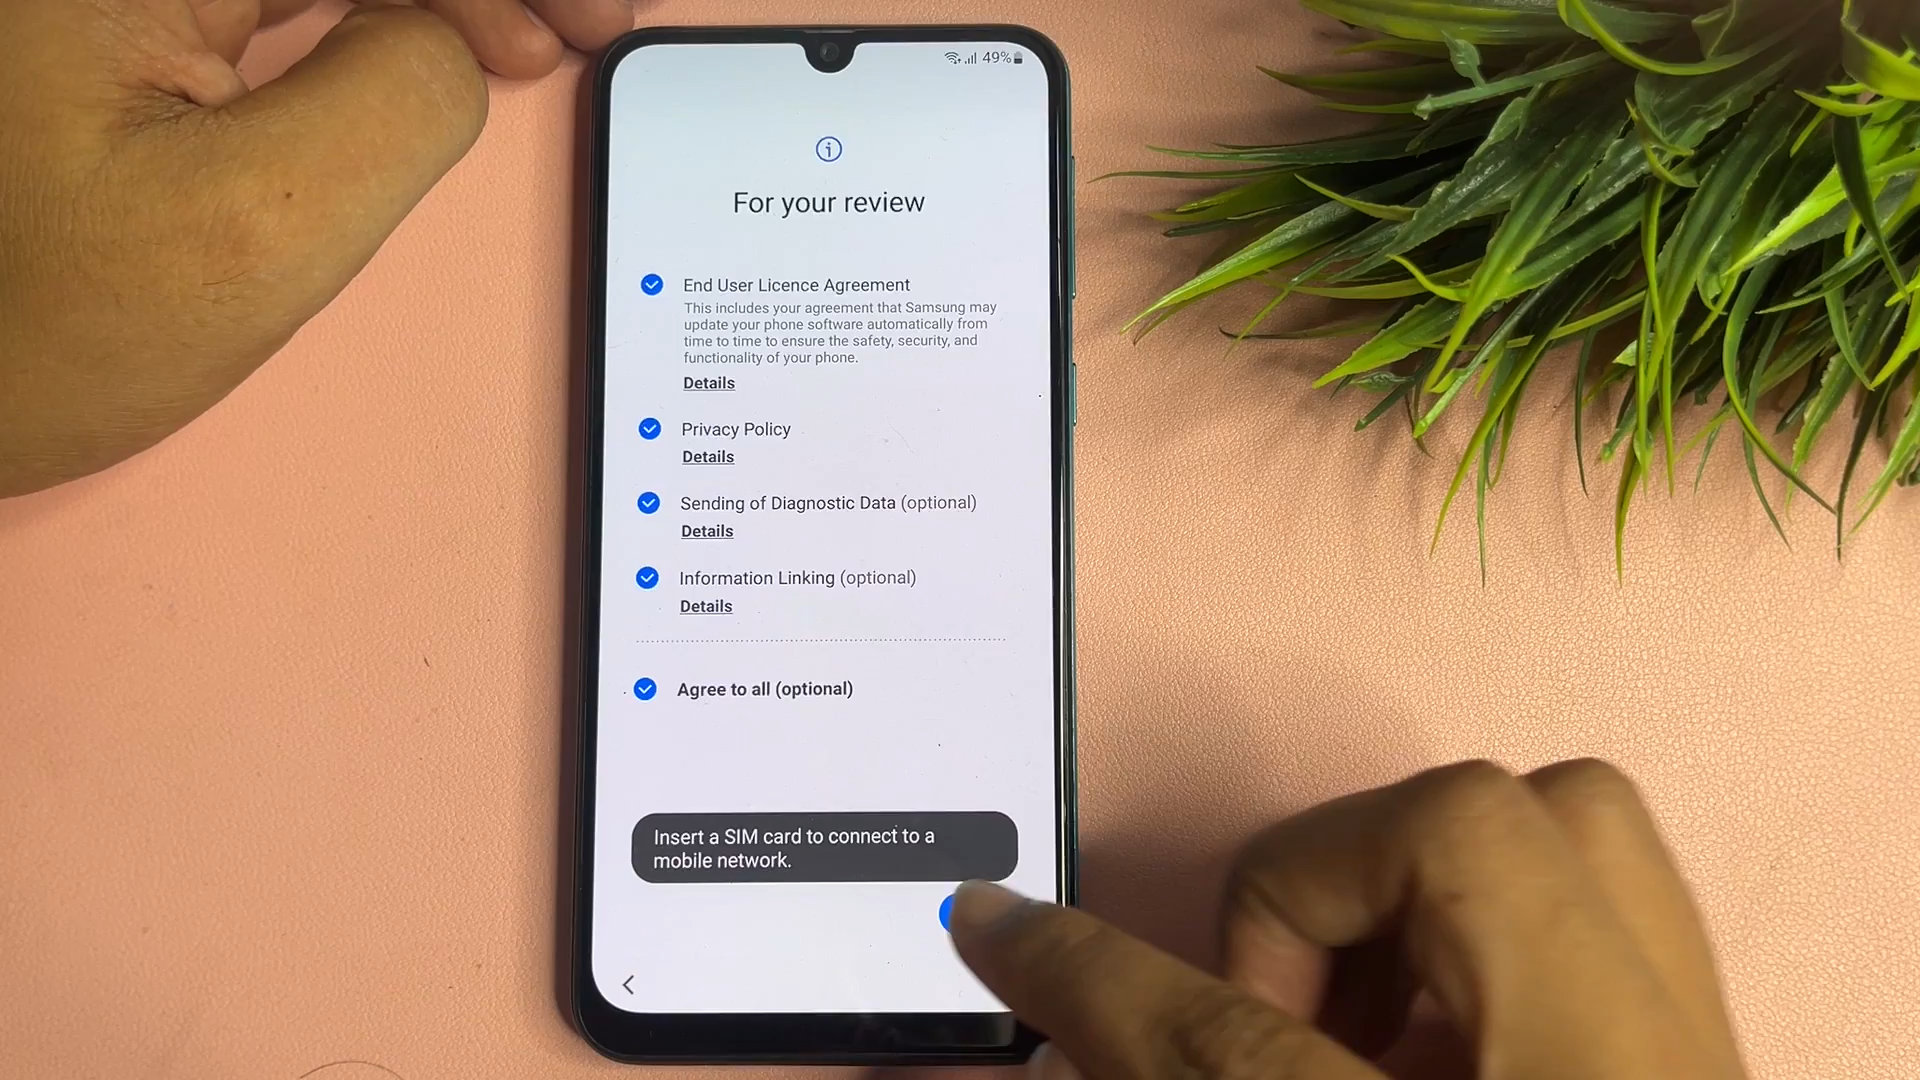 49%
For your review
End User Licence Agreement
This includes your agreement that Samsung may
update your phone software automatically from
time to time to ensure the safety, security, and
functionality of your phone.
Details
Privacy Policy
Details
Sending of Diagnostic Data (optional)
Details
Information Linking (optional)
Details
Agree to all (optional)
Insert a SIM card to connect to a
mobile network.